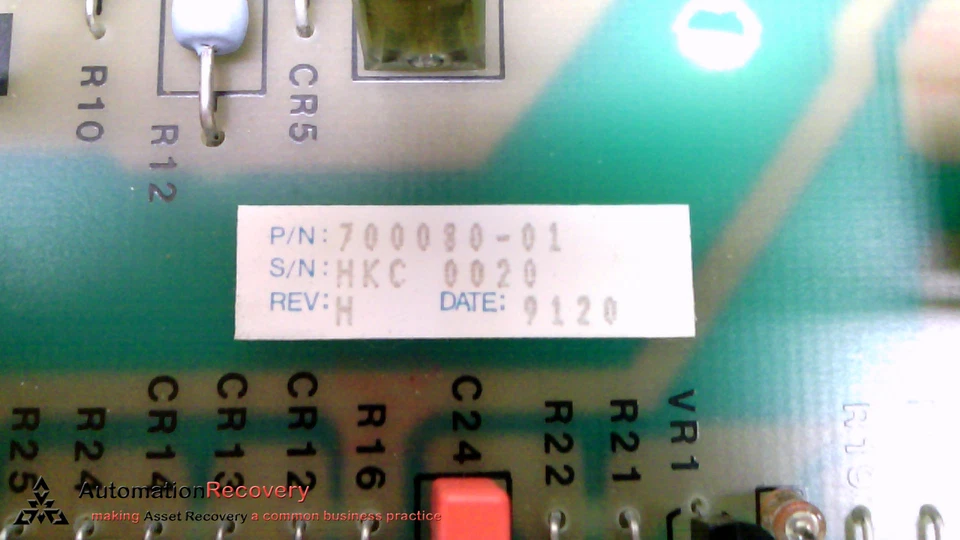 R10
R12
CR5
P/N: 700080-01
S/N: HKC 0020
REV: H DATE: 9120
R25
R24
CR14
CR13
CR12
R16
C24
R22
R21
VR1
R19
AutomationRecovery
making Asset Recovery a common business practice